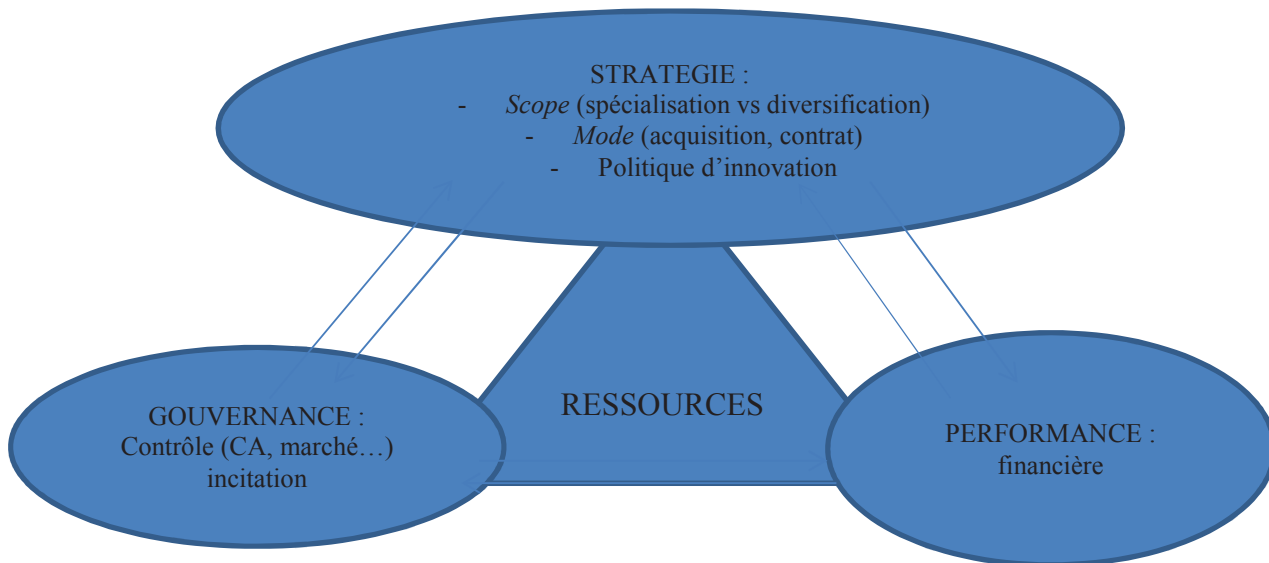 STRATEGIE :
- Scope (spécialisation vs diversification)
- Mode (acquisition, contrat)
- Politique d’innovation
RESSOURCES
GOUVERNANCE :
Contrôle (CA, marché…)
incitation
PERFORMANCE :
financière